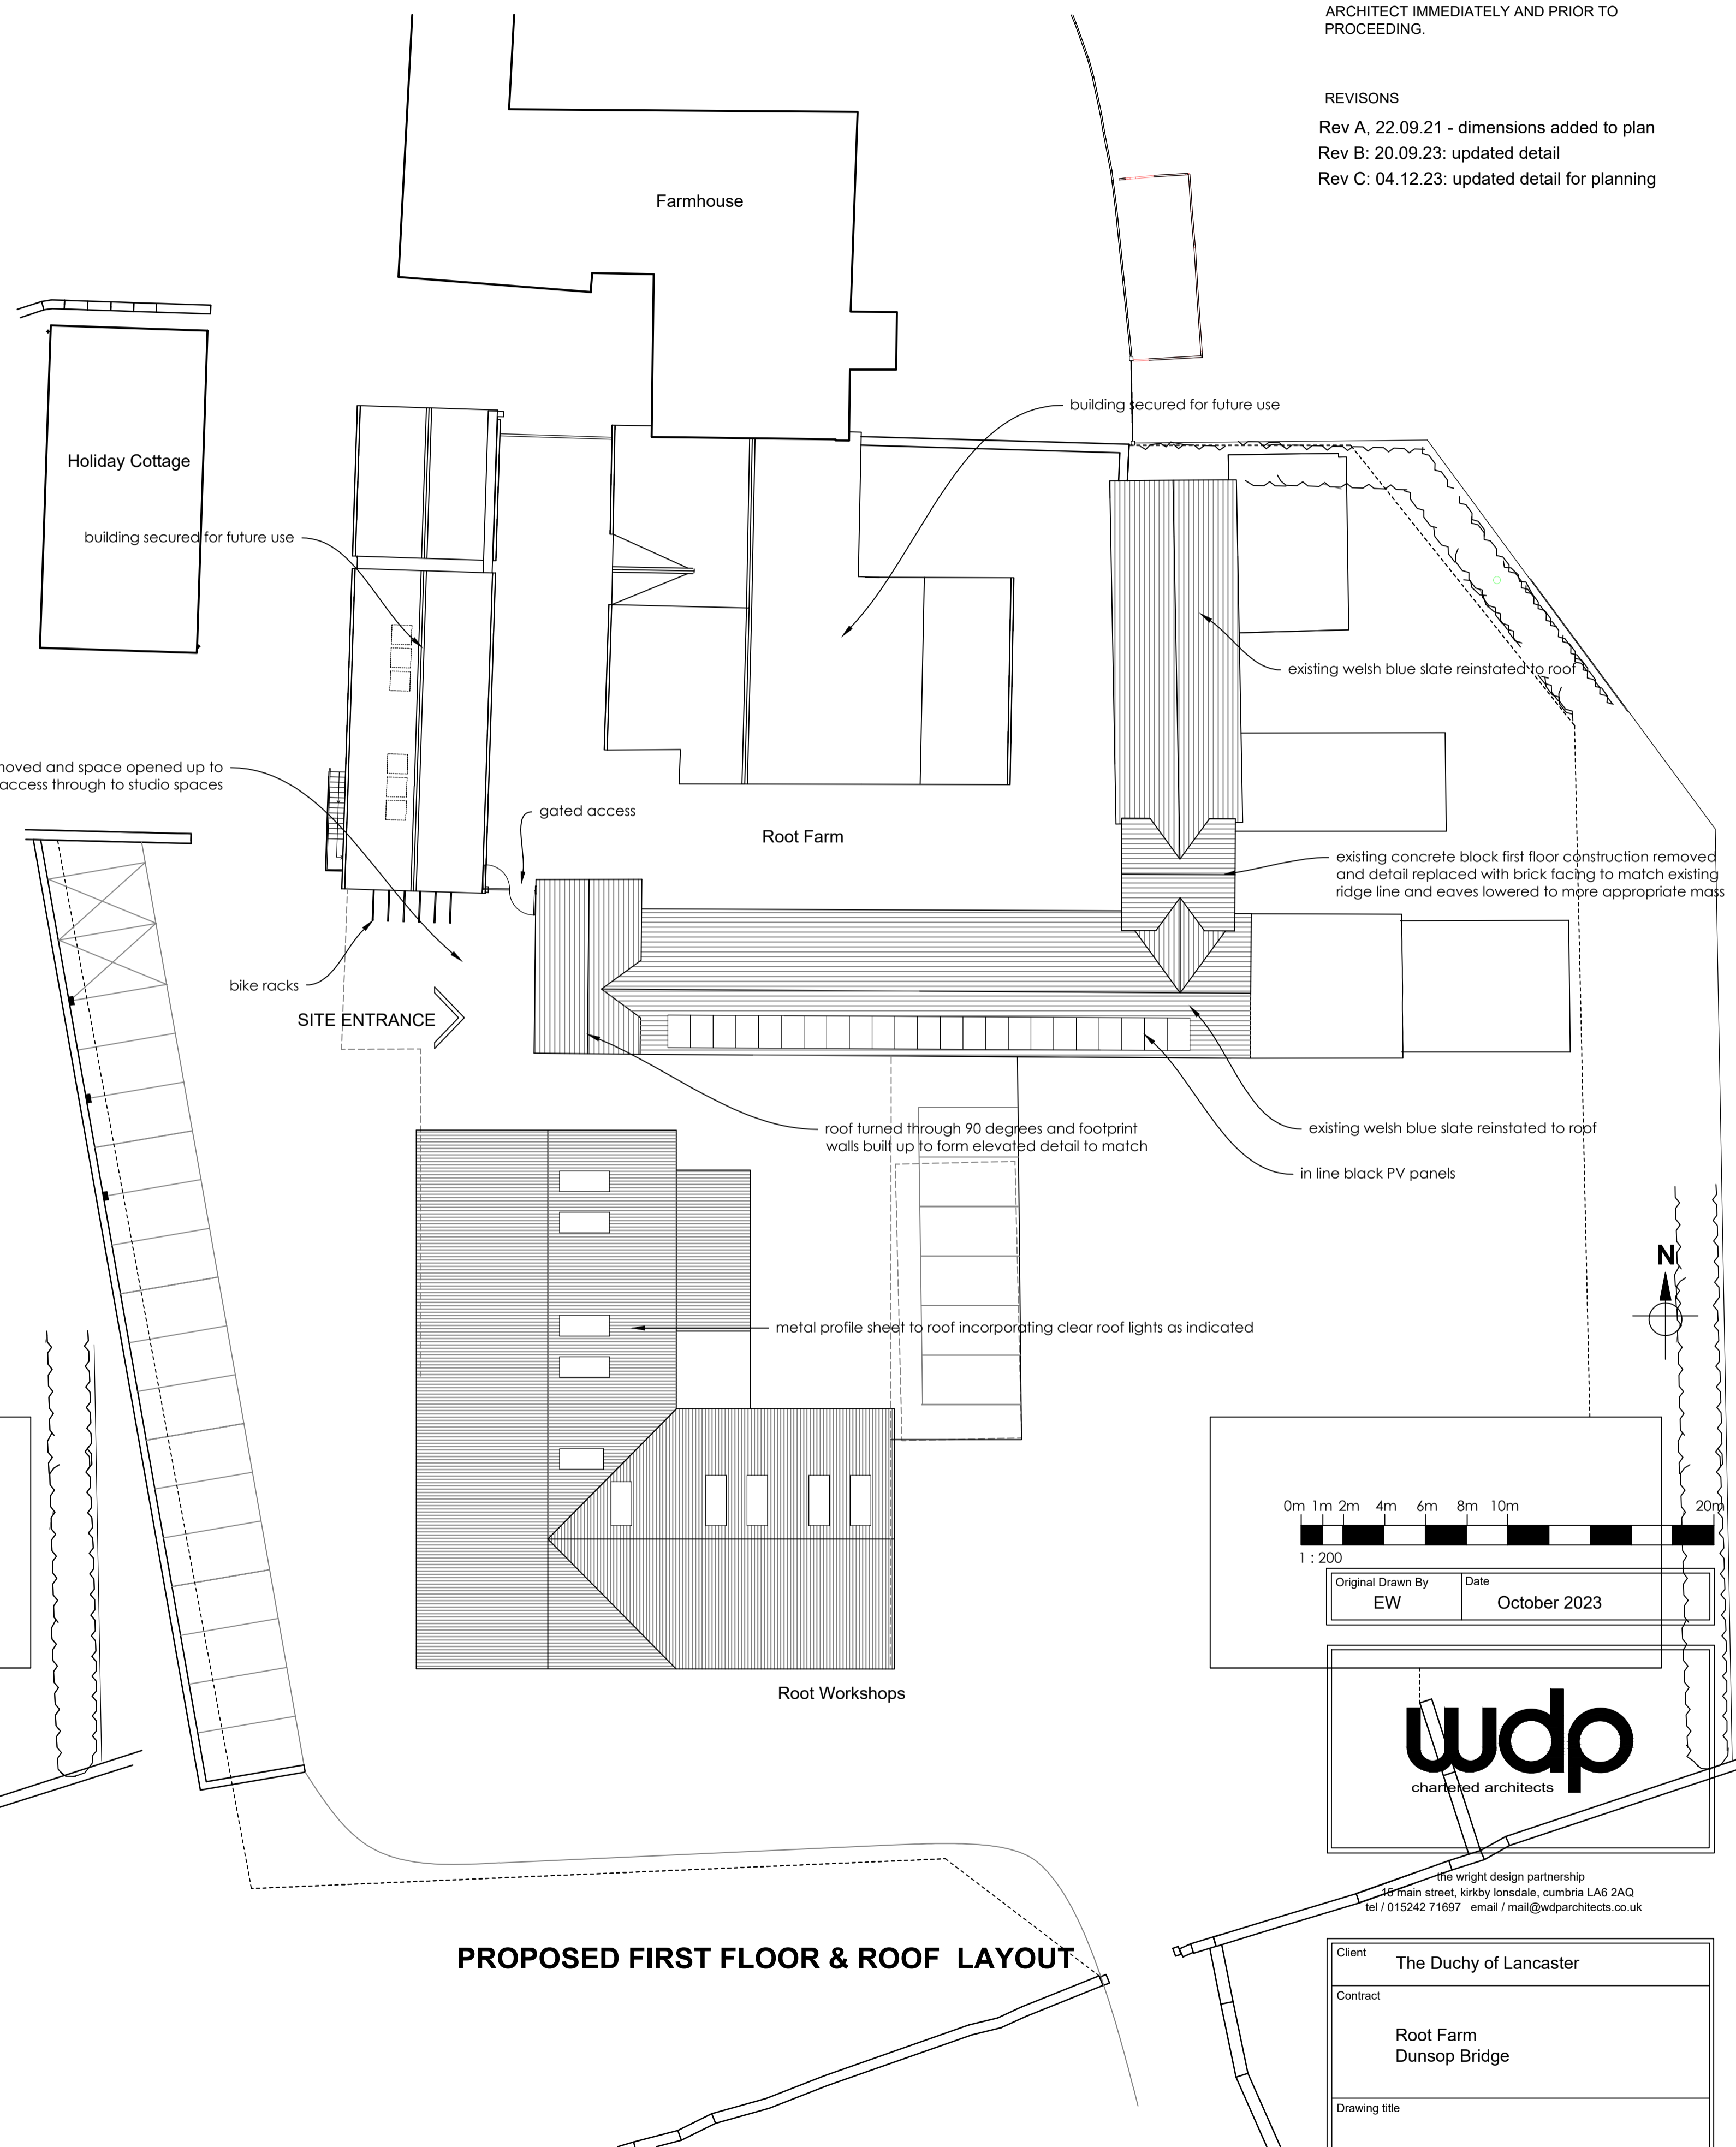 ARCHITECT IMMEDIATELY AND PRIOR TO
PROCEEDING.
REVISONS
Rev A, 22.09.21 - dimensions added to plan
Rev B: 20.09.23: updated detail
Rev C: 04.12.23: updated detail for planning
Farmhouse
building secured for future use
Holiday Cottage
building secured for future use
existing welsh blue slate reinstated to roof
and space opened up to
access through to studio spaces
gated access
Root Farm
existing concrete block first floor construction removed
and detail replaced with brick facing to match existing
ridge line and eaves lowered to more appropriate mass
bike racks
SITE ENTRANCE
roof turned through 90 degrees and footprint
walls built up to form elevated detail to match
existing welsh blue slate reinstated to roof
in line black PV panels
N
metal profile sheet to roof incorporating clear roof lights as indicated
0m 1m 2m 4m 6m 8m 10m 20m
1 : 200
Original Drawn By
EW
Date
October 2023
Root Workshops
wdp
chartered architects
the wright design partnership
15 main street, kirkby lonsdale, cumbria LA6 2AQ
tel / 015242 71697 email / mail@wdparchitects.co.uk
PROPOSED FIRST FLOOR & ROOF LAYOUT
Client
The Duchy of Lancaster
Contract
Root Farm
Dunsop Bridge
Drawing title